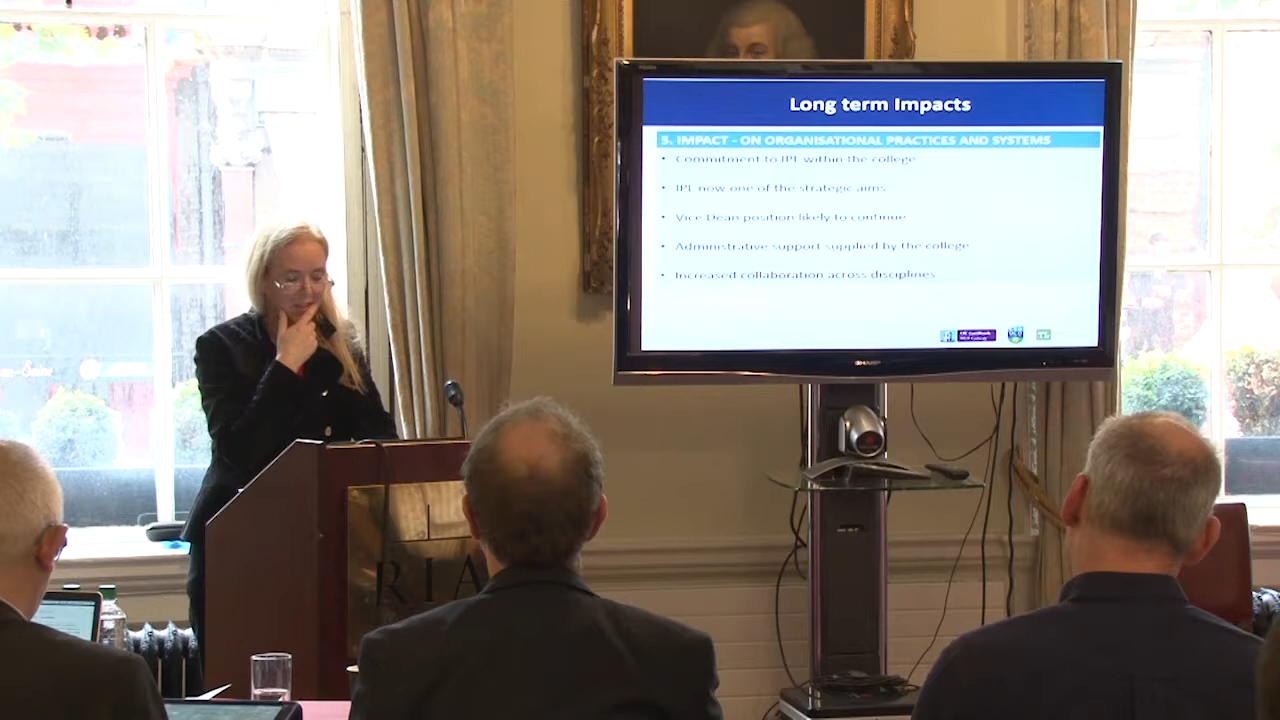 Long term Impacts
5. IMPACT - ON ORGANISATIONAL PRACTICES AND SYSTEMS
• Commitment to IPL within the college
• IPL now one of the strategic aims
• Vice Dean position likely to continue
• Administrative support supplied by the college
• Increased collaboration across disciplines
SHARP
RIA